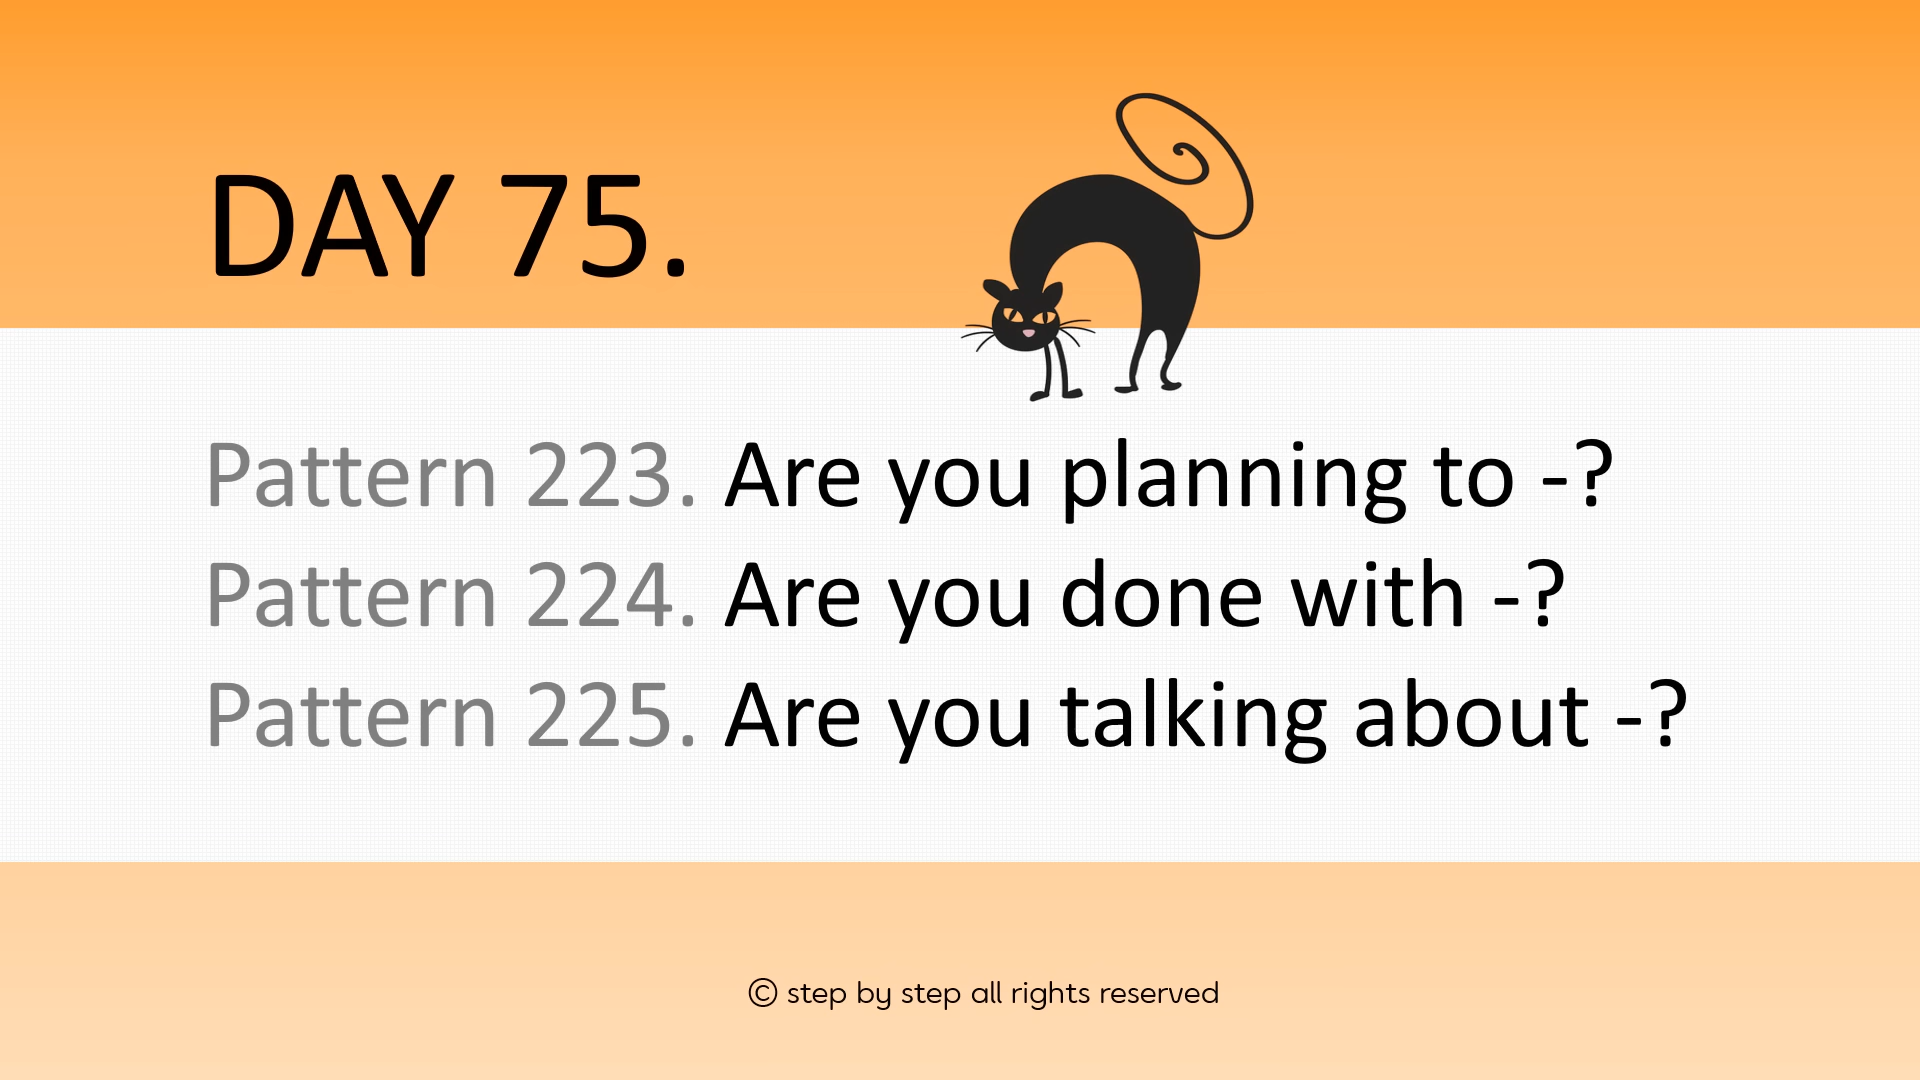 DAY 75.
Pattern 223. Are you planning to -?
Pattern 224. Are you done with -?
Pattern 225. Are you talking about -?
© step by step all rights reserved